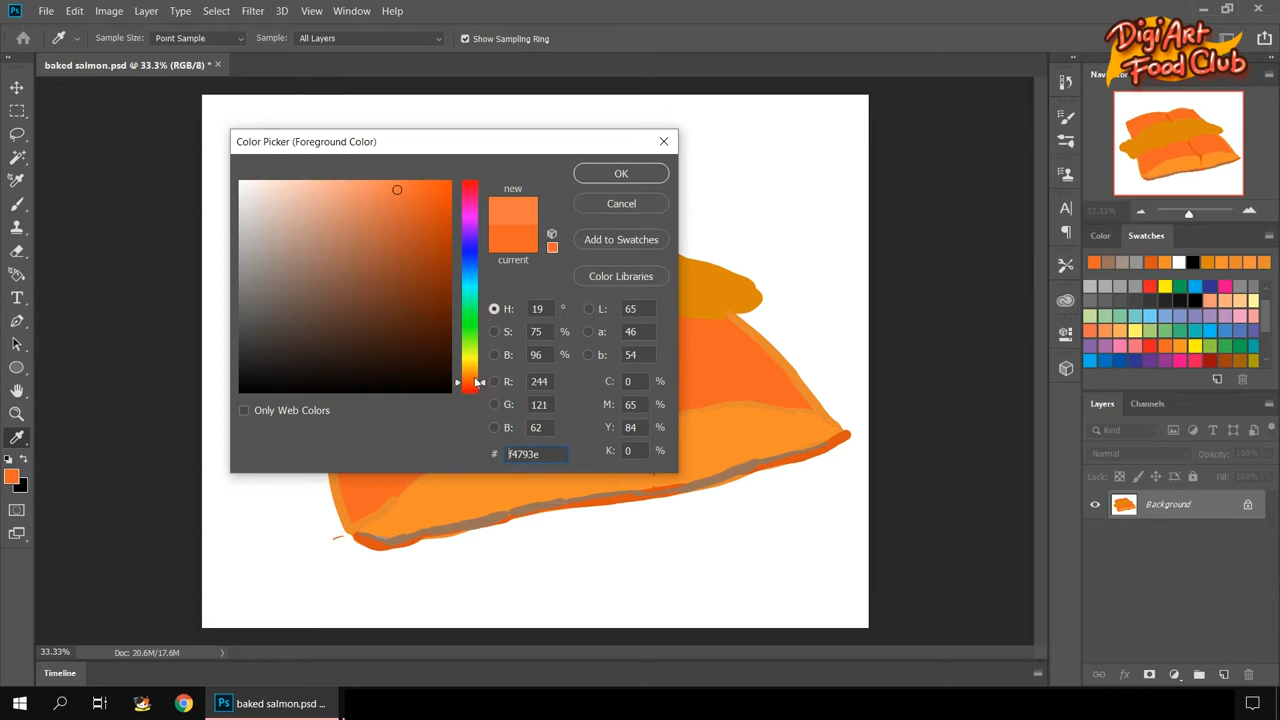 Ps File Edit Image Layer Type Select Filter 3D View Window Help
Sample Size: Point Sample Sample: All Layers Show Sampling Ring
DigiArt
Food Club
baked salmon.psd @ 33.3% (RGB/8) * ×
Color Picker (Foreground Color)
new
current
OK
Cancel
Add to Swatches
Color Libraries
H: 19 °
S: 75 %
B: 96 %
R: 244
G: 121
B: 62
# f4793e
L: 65
a: 46
b: 54
C: 0 %
M: 65 %
Y: 84 %
K: 0 %
Only Web Colors
33.33%
Color Swatches
Layers Channels
Kind
Normal Opacity: 100%
Lock: Fill: 100%
Background
33.33% Doc: 20.6M/17.6M
Timeline
Ps baked salmon.psd ...